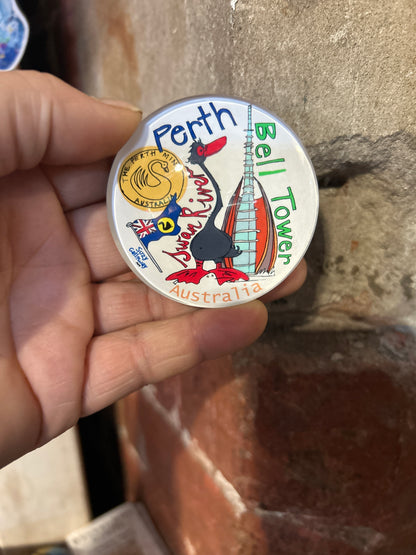 Perth
Bell Tower
THE PERTH MINT
AUSTRALIA
Swan River
Australia